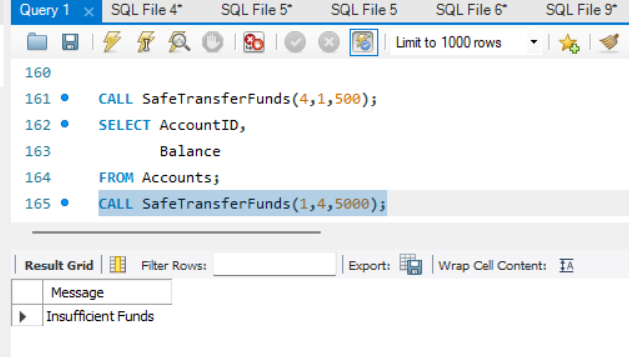 Query 1 × SQL File 4* SQL File 5* SQL File 5 SQL File 6* SQL File 9*
Limit to 1000 rows
160
161 CALL SafeTransferFunds(4,1,500);
162 SELECT AccountID,
163 Balance
164 FROM Accounts;
165 CALL SafeTransferFunds(1,4,5000);
Result Grid Filter Rows: Export: Wrap Cell Content: IA
Message
Insufficient Funds